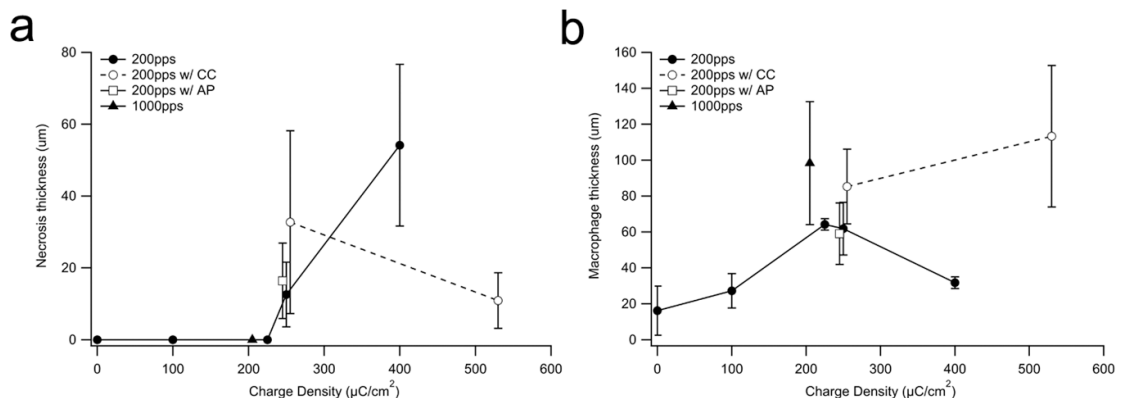 a
80
60
40
20
0
Necrosis thickness (um)
200pps
200pps w/ CC
200pps w/ AP
1000pps
0 100 200 300 400 500 600
Charge Density (µC/cm²)
b
160
140
120
100
80
60
40
20
0
Macrophage thickness (um)
200pps
200pps w/ CC
200pps w/ AP
1000pps
0 100 200 300 400 500 600
Charge Density (µC/cm²)